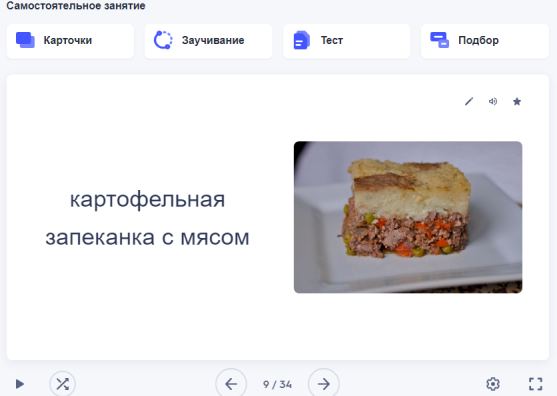 Самостоятельное занятие
Карточки
Заучивание
Тест
Подбор
картофельная
запеканка с мясом
9 / 34